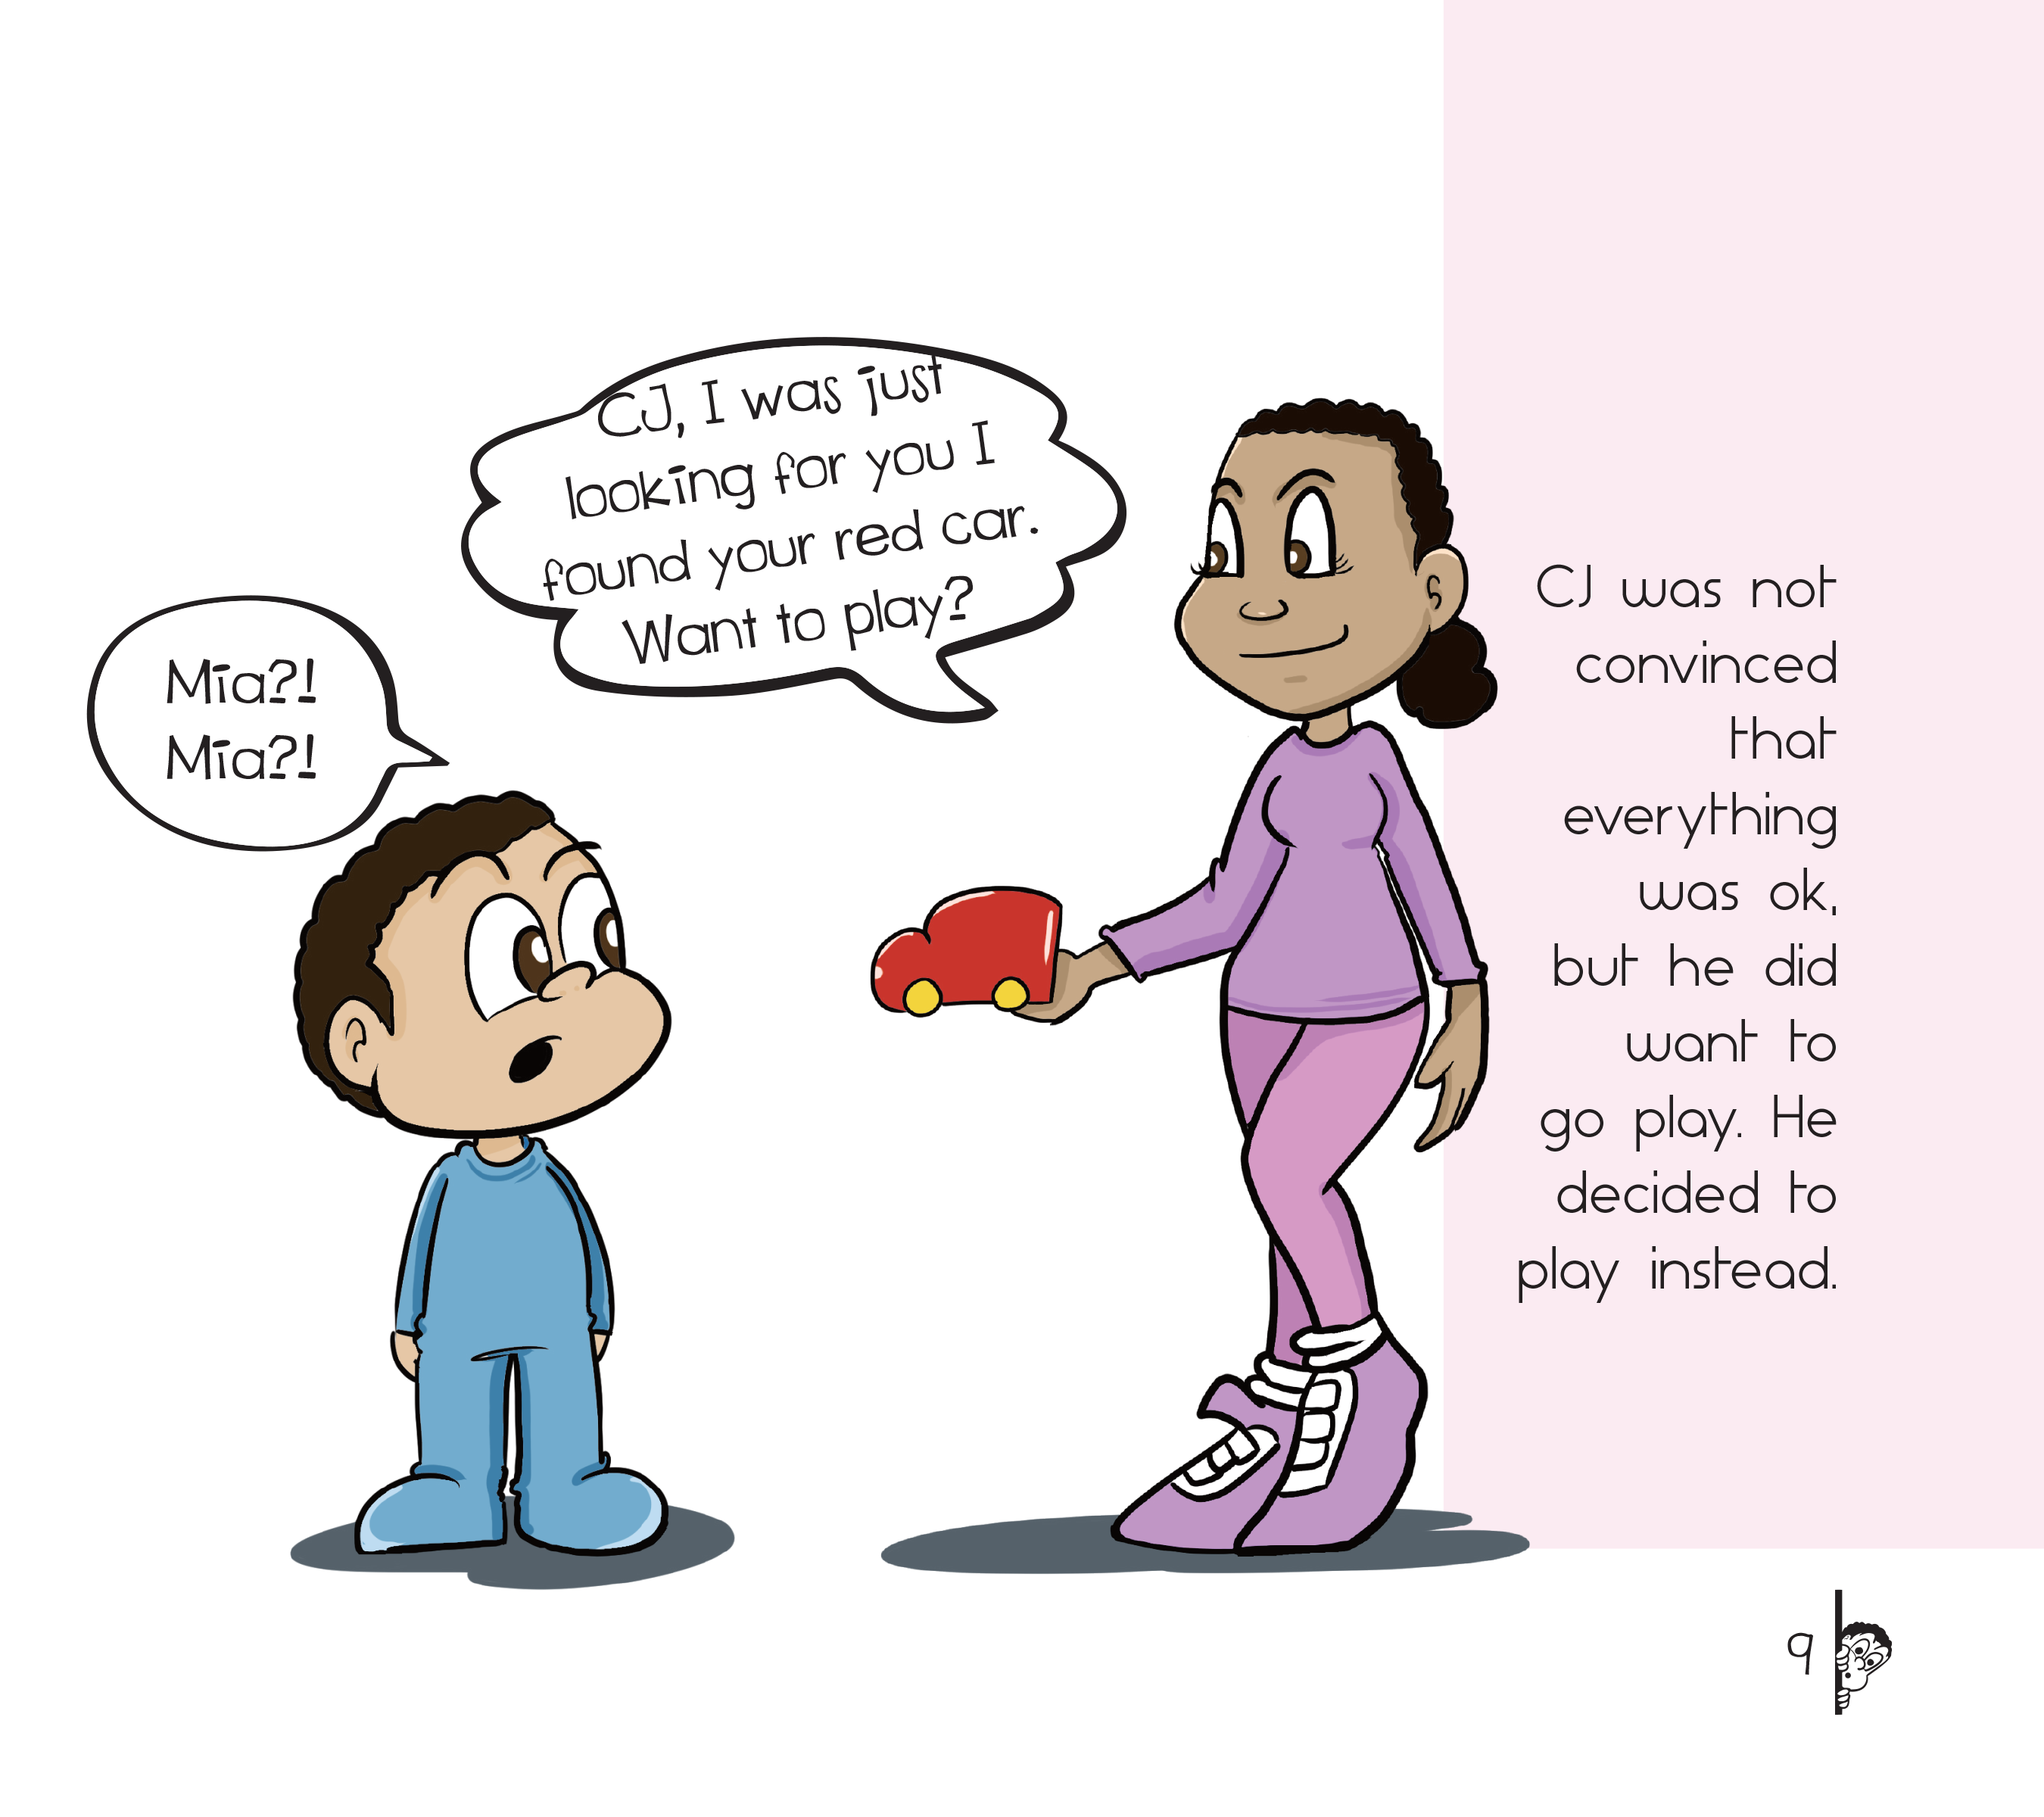 Mia?!
Mia?!
CJ, I was just
looking for you I
found your red car.
Want to play?
CJ was not
convinced
that
everything
was ok,
but he did
want to
go play. He
decided to
play instead.
9